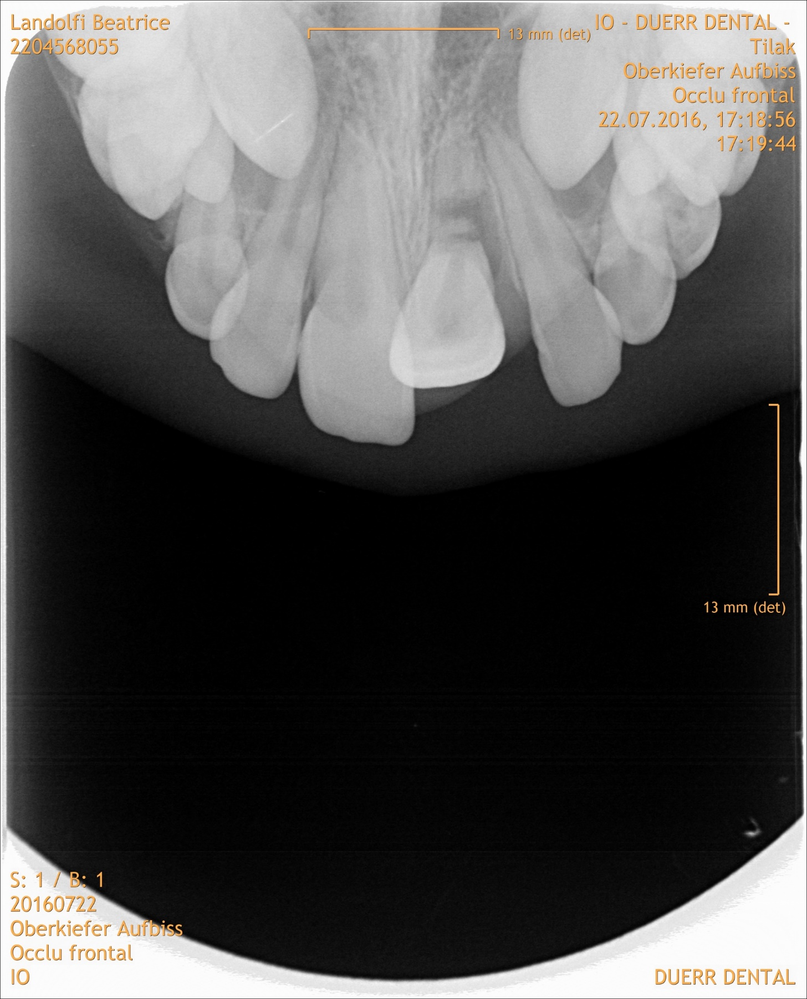 Landolfi Beatrice
2204568055
13 mm (det)
IO - DUERR DENTAL -
Tilak
Oberkiefer Aufbiss
Occlu frontal
22.07.2016, 17:18:56
17:19:44
13 mm (det)
S: 1 / B: 1
20160722
Oberkiefer Aufbiss
Occlu frontal
IO
DUERR DENTAL